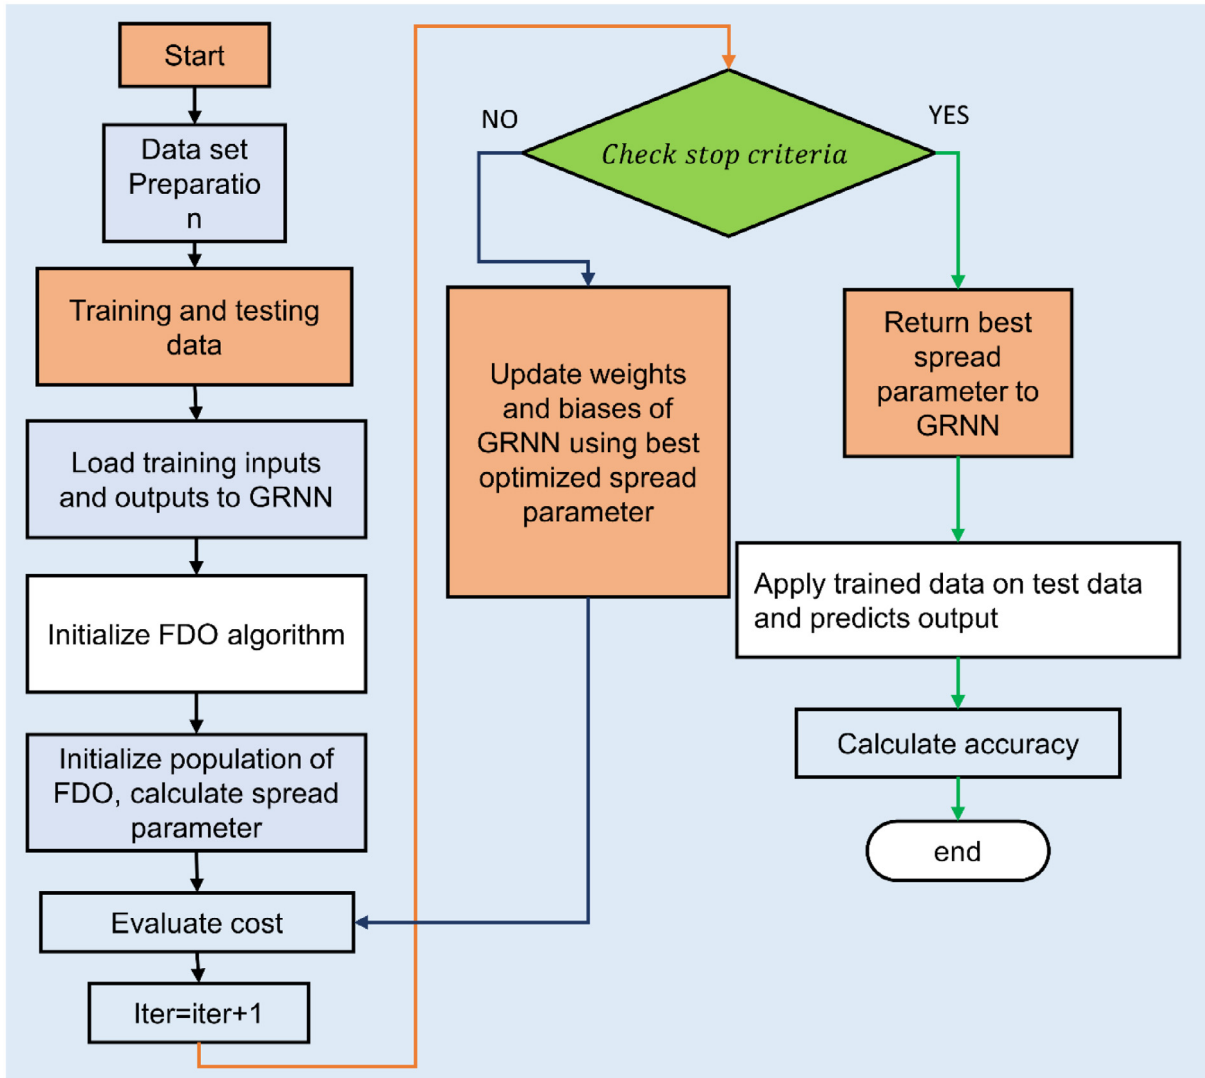 Start
Data set
Preparatio
n
Training and testing
data
Load training inputs
and outputs to GRNN
Initialize FDO algorithm
Initialize population of
FDO, calculate spread
parameter
Evaluate cost
Iter=iter+1
NO
YES
Check stop criteria
Update weights
and biases of
GRNN using best
optimized spread
parameter
Return best
spread
parameter to
GRNN
Apply trained data on test data
and predicts output
Calculate accuracy
end